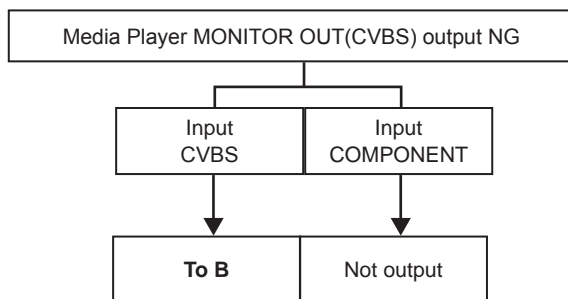 Media Player MONITOR OUT(CVBS) output NG
Input
CVBS
Input
COMPONENT
To B
Not output